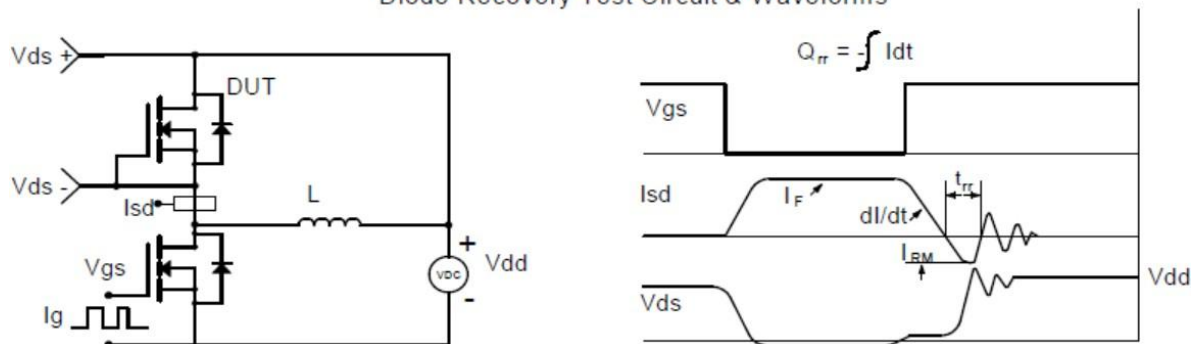 Diode Recovery Test Circuit & Waveforms
Vds +
DUT
Vds -
Isd
L
Vgs
Ig
+
VDC
-
Vdd
Qrr = -∫ Idt
Vgs
Isd
IF
dI/dt
trr
IRM
Vds
Vdd